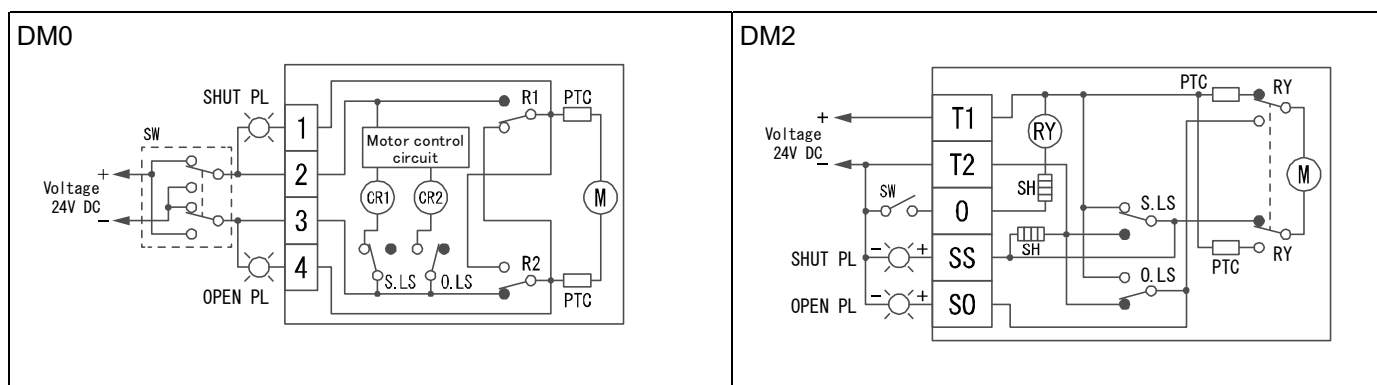 DM0
SHUT PL
SW
+
Voltage
24V DC
−
OPEN PL
1
2
3
4
Motor control
circuit
CR1
CR2
S.LS
O.LS
R1
R2
PTC
M
PTC
DM2
+
Voltage
24V DC
−
SW
SHUT PL
− +
OPEN PL
− +
T1
T2
O
SS
SO
RY
SH
SH
S.LS
O.LS
PTC
RY
M
PTC
RY